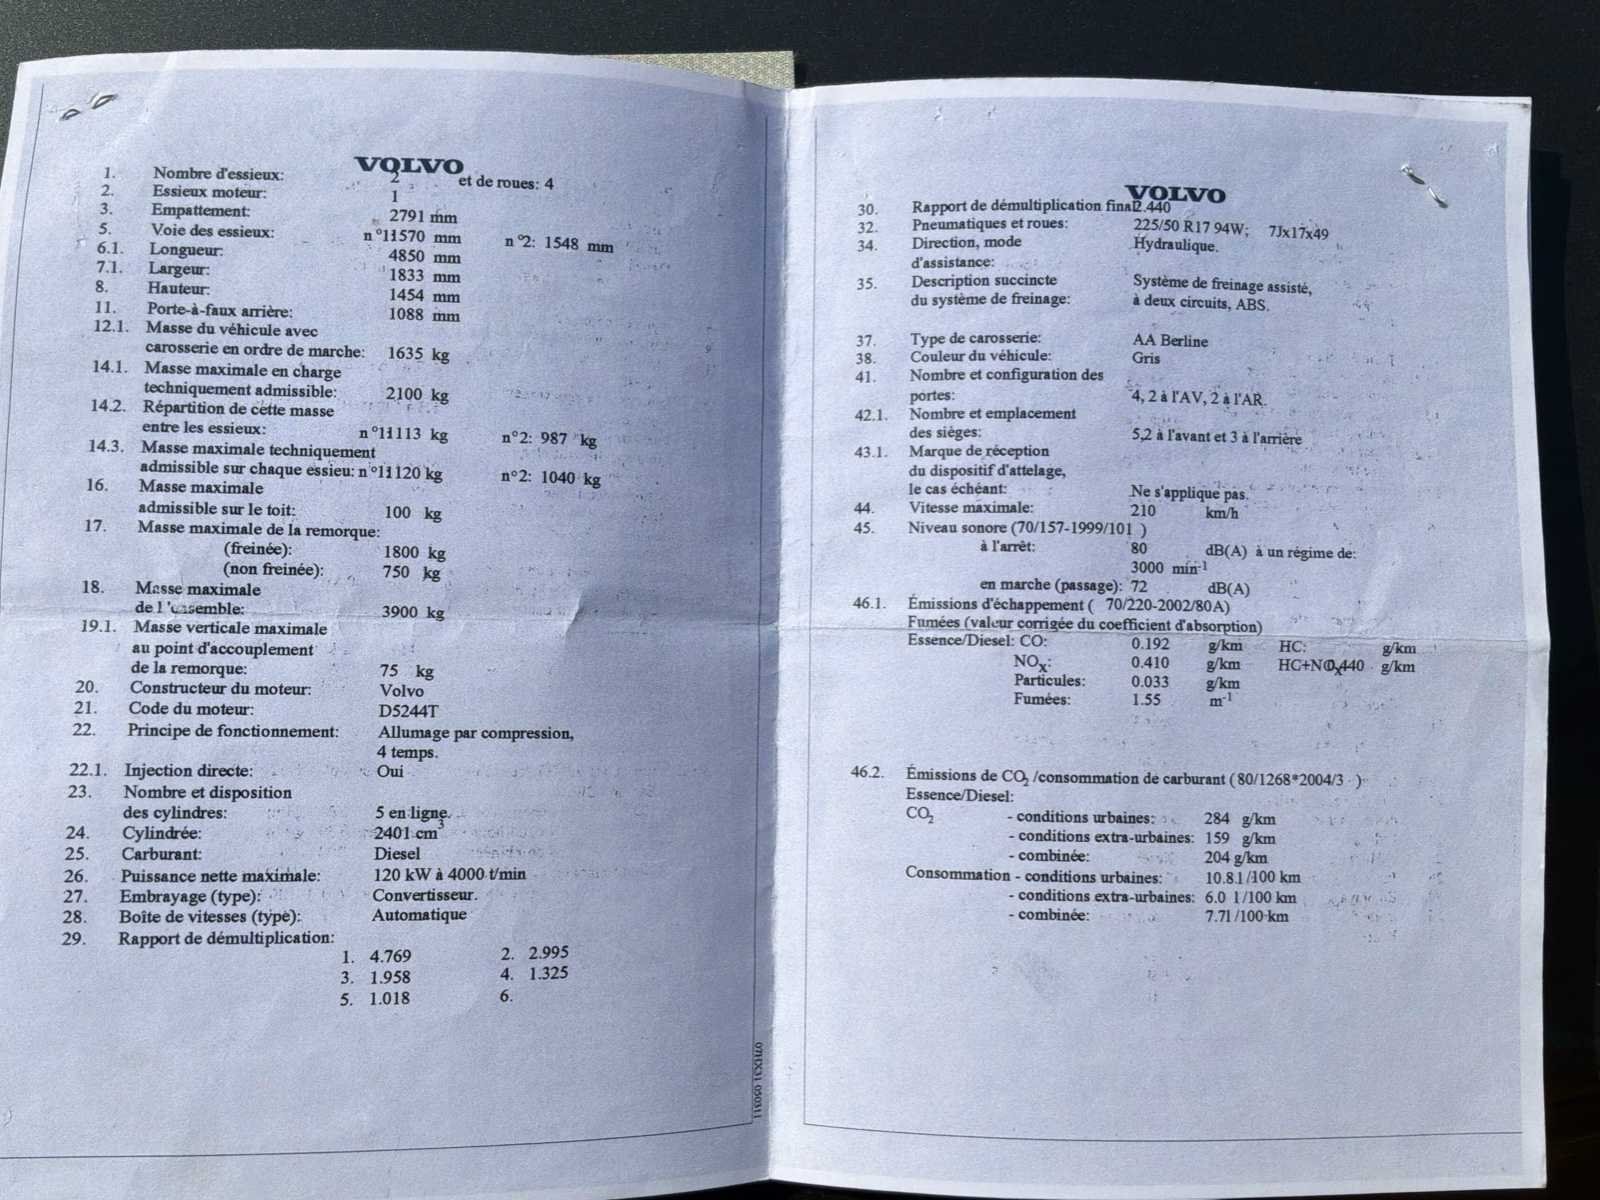 VOLVO
1. Nombre d'essieux: 2 et de roues: 4
2. Essieux moteur: 1
3. Empattement: 2791 mm
5. Voie des essieux: n°1 1570 mm n°2: 1548 mm
6.1. Longueur: 4850 mm
7.1. Largeur: 1833 mm
8. Hauteur: 1454 mm
11. Porte-à-faux arrière: 1088 mm
12.1. Masse du véhicule avec
carosserie en ordre de marche: 1635 kg
14.1. Masse maximale en charge
techniquement admissible: 2100 kg
14.2. Répartition de cette masse
entre les essieux: n°1 1113 kg n°2: 987 kg
14.3. Masse maximale techniquement
admissible sur chaque essieu: n°1 1120 kg n°2: 1040 kg
16. Masse maximale
admissible sur le toit: 100 kg
17. Masse maximale de la remorque:
(freinée): 1800 kg
(non freinée): 750 kg
18. Masse maximale
de l'ensemble: 3900 kg
19.1. Masse verticale maximale
au point d'accouplement
de la remorque: 75 kg
20. Constructeur du moteur: Volvo
21. Code du moteur: D5244T
22. Principe de fonctionnement: Allumage par compression,
4 temps.
22.1. Injection directe: Oui
23. Nombre et disposition
des cylindres: 5 en ligne.
24. Cylindrée: 2401 cm³
25. Carburant: Diesel
26. Puissance nette maximale: 120 kW à 4000 t/min
27. Embrayage (type): Convertisseur.
28. Boîte de vitesses (type): Automatique
29. Rapport de démultiplication:
1. 4.769 2. 2.995
3. 1.958 4. 1.325
5. 1.018 6.
VOLVO
30. Rapport de démultiplication final 2.440
32. Pneumatiques et roues: 225/50 R17 94W; 7Jx17x49
34. Direction, mode Hydraulique.
d'assistance:
35. Description succincte Système de freinage assisté,
du système de freinage: à deux circuits, ABS.
37. Type de carosserie: AA Berline
38. Couleur du véhicule: Gris
41. Nombre et configuration des
portes: 4, 2 à l'AV, 2 à l'AR.
42.1. Nombre et emplacement
des sièges: 5,2 à l'avant et 3 à l'arrière
43.1. Marque de réception
du dispositif d'attelage,
le cas échéant: Ne s'applique pas.
44. Vitesse maximale: 210 km/h
45. Niveau sonore (70/157-1999/101 )
à l'arrêt: 80 dB(A) à un régime de:
3000 min-1
en marche (passage): 72 dB(A)
46.1. Émissions d'échappement ( 70/220-2002/80A)
Fumées (valeur corrigée du coefficient d'absorption)
Essence/Diesel: CO: 0.192 g/km HC: g/km
NOx: 0.410 g/km HC+NOx 0.440 g/km
Particules: 0.033 g/km
Fumées: 1.55 m-1
46.2. Émissions de CO2 /consommation de carburant ( 80/1268*2004/3 )
Essence/Diesel:
CO2 - conditions urbaines: 284 g/km
- conditions extra-urbaines: 159 g/km
- combinée: 204 g/km
Consommation - conditions urbaines: 10.8 l /100 km
- conditions extra-urbaines: 6.0 l /100 km
- combinée: 7.7 l /100 km